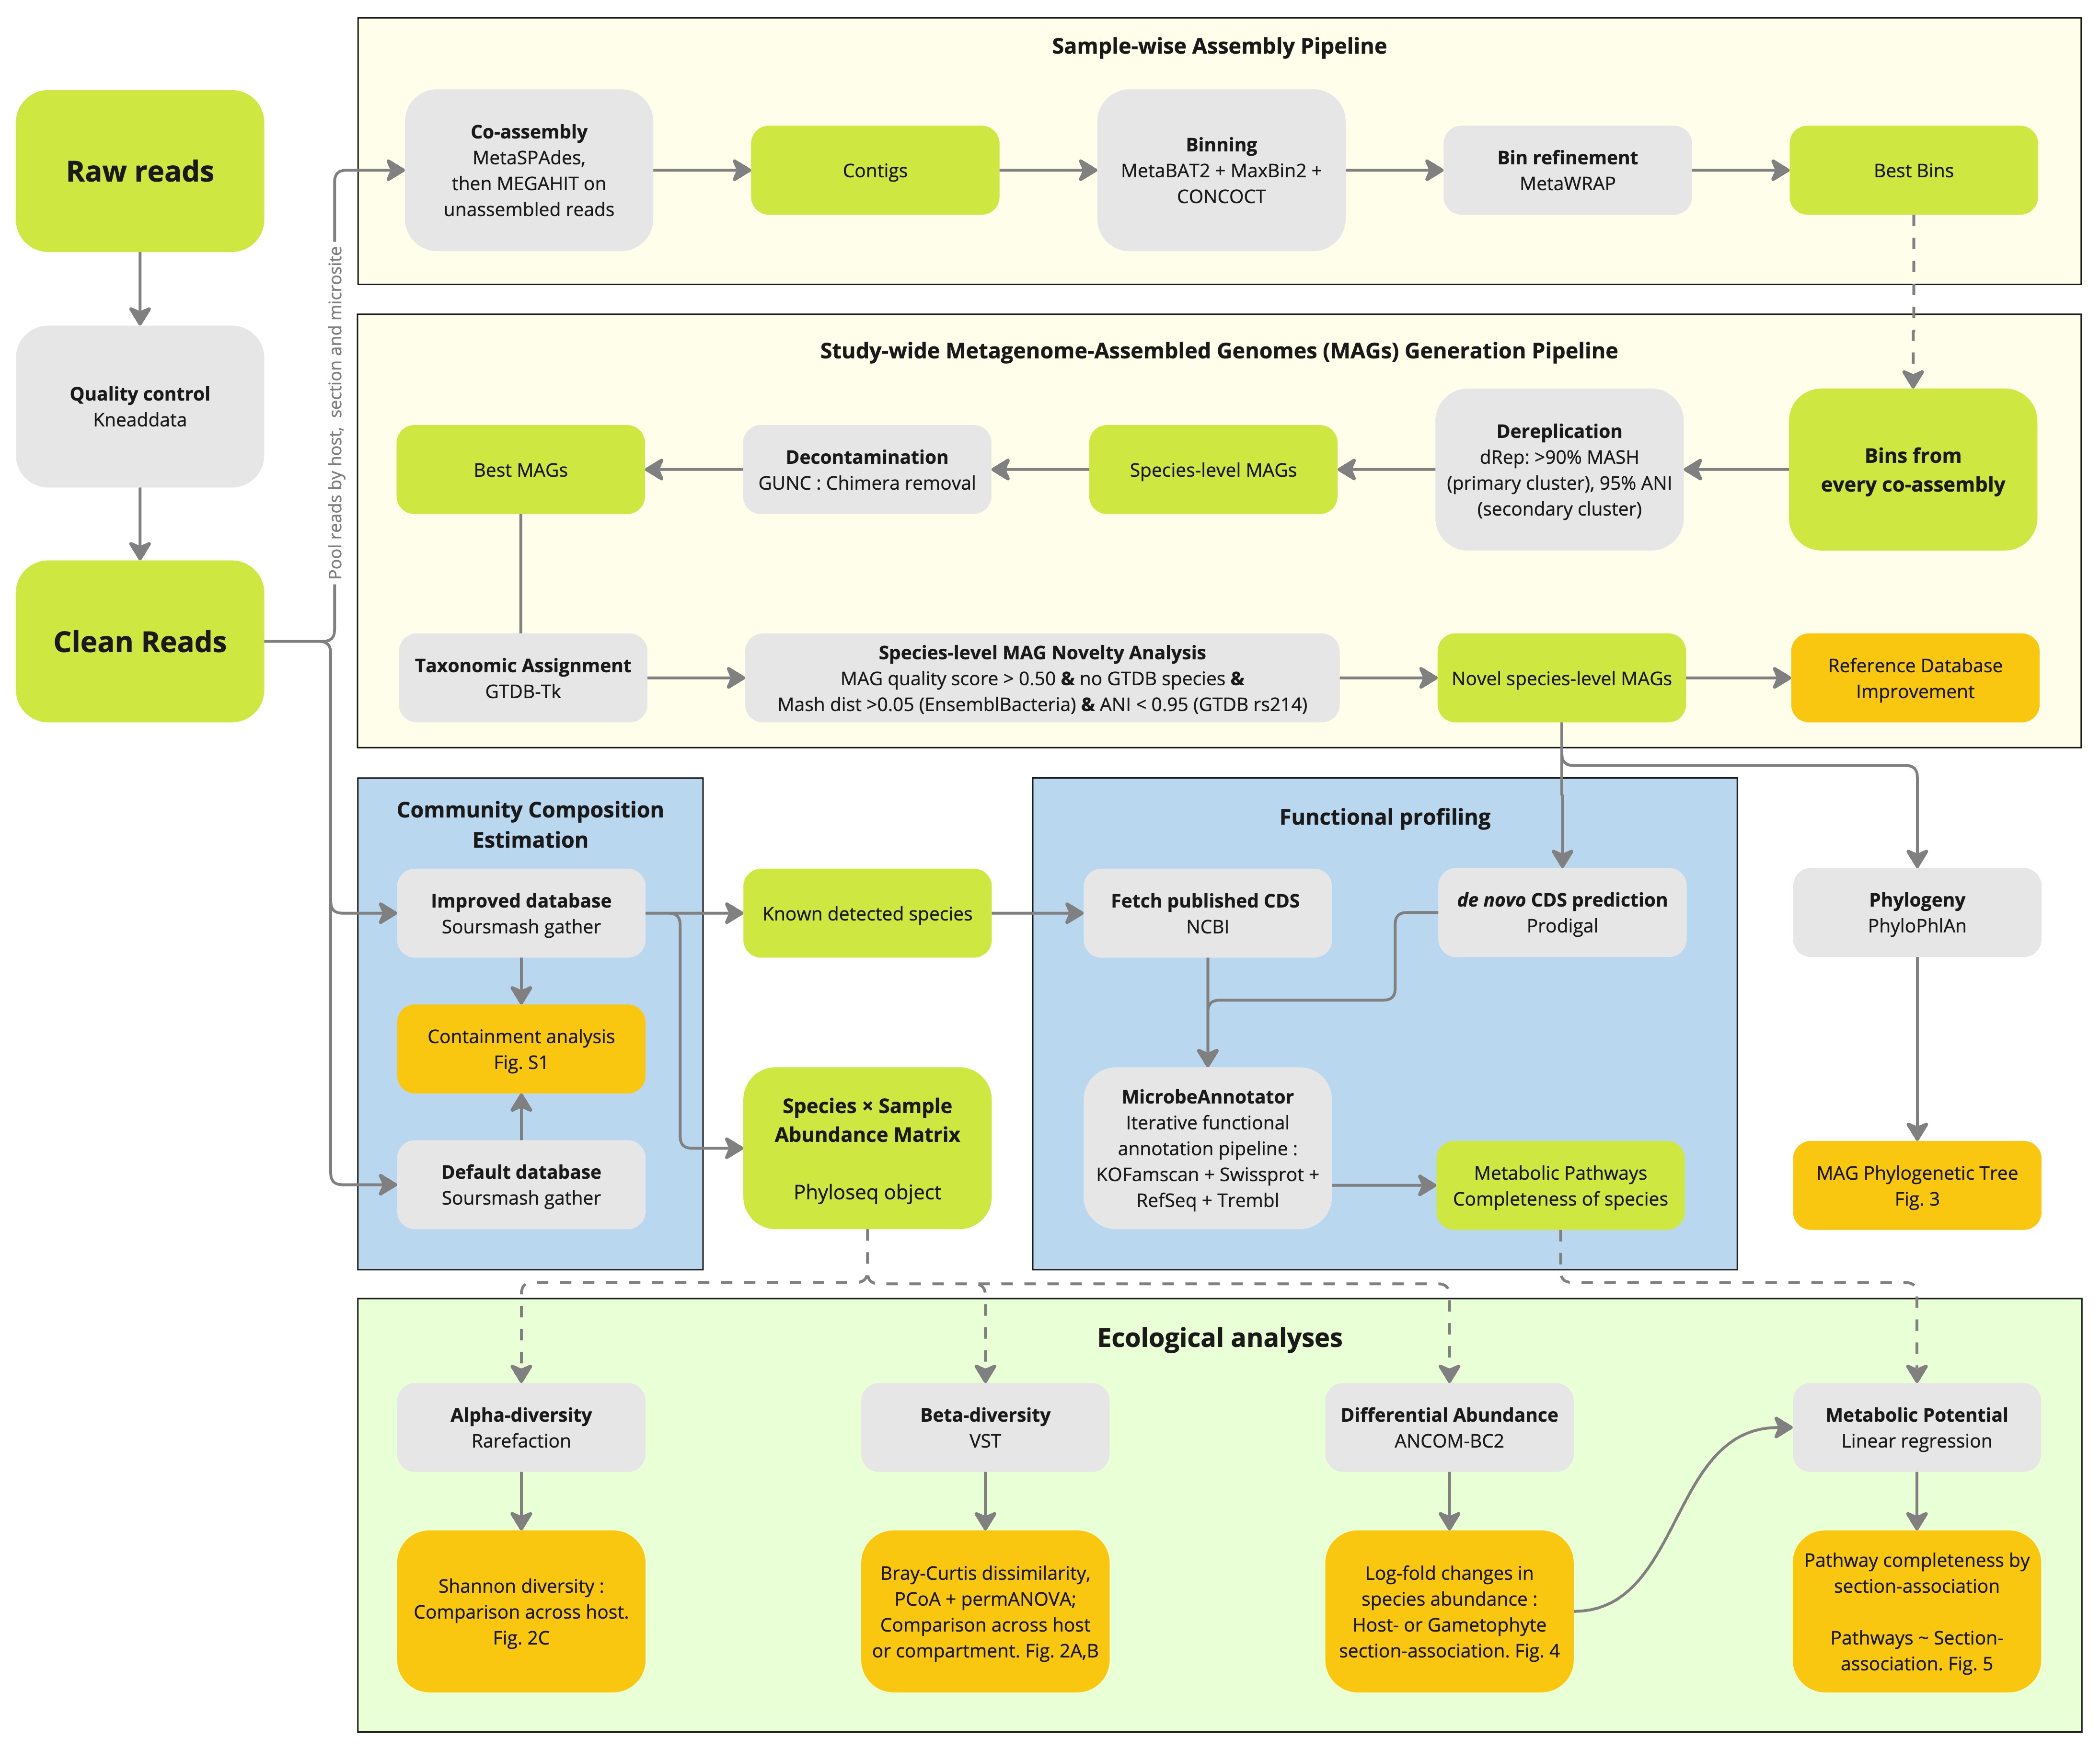 Sample-wise Assembly Pipeline
Raw reads
Co-assembly
MetaSPAdes,
then MEGAHIT on
unassembled reads
Contigs
Binning
MetaBAT2 + MaxBin2 +
CONCOCT
Bin refinement
MetaWRAP
Best Bins
Quality control
Kneaddata
Clean Reads
Pool reads by host, section and microsite
Study-wide Metagenome-Assembled Genomes (MAGs) Generation Pipeline
Best MAGs
Decontamination
GUNC : Chimera removal
Species-level MAGs
Dereplication
dRep: >90% MASH
(primary cluster), 95% ANI
(secondary cluster)
Bins from
every co-assembly
Taxonomic Assignment
GTDB-Tk
Species-level MAG Novelty Analysis
MAG quality score > 0.50 & no GTDB species &
Mash dist >0.05 (EnsemblBacteria) & ANI < 0.95 (GTDB rs214)
Novel species-level MAGs
Reference Database
Improvement
Community Composition
Estimation
Improved database
Soursmash gather
Containment analysis
Fig. S1
Default database
Soursmash gather
Known detected species
Species × Sample
Abundance Matrix
Phyloseq object
Functional profiling
Fetch published CDS
NCBI
de novo CDS prediction
Prodigal
MicrobeAnnotator
Iterative functional
annotation pipeline :
KOFamscan + Swissprot +
RefSeq + Trembl
Metabolic Pathways
Completeness of species
Phylogeny
PhyloPhlAn
MAG Phylogenetic Tree
Fig. 3
Ecological analyses
Alpha-diversity
Rarefaction
Beta-diversity
VST
Differential Abundance
ANCOM-BC2
Metabolic Potential
Linear regression
Shannon diversity :
Comparison across host.
Fig. 2C
Bray-Curtis dissimilarity,
PCoA + permANOVA;
Comparison across host
or compartment. Fig. 2A,B
Log-fold changes in
species abundance :
Host- or Gametophyte
section-association. Fig. 4
Pathway completeness by
section-association
Pathways ~ Section-
association. Fig. 5